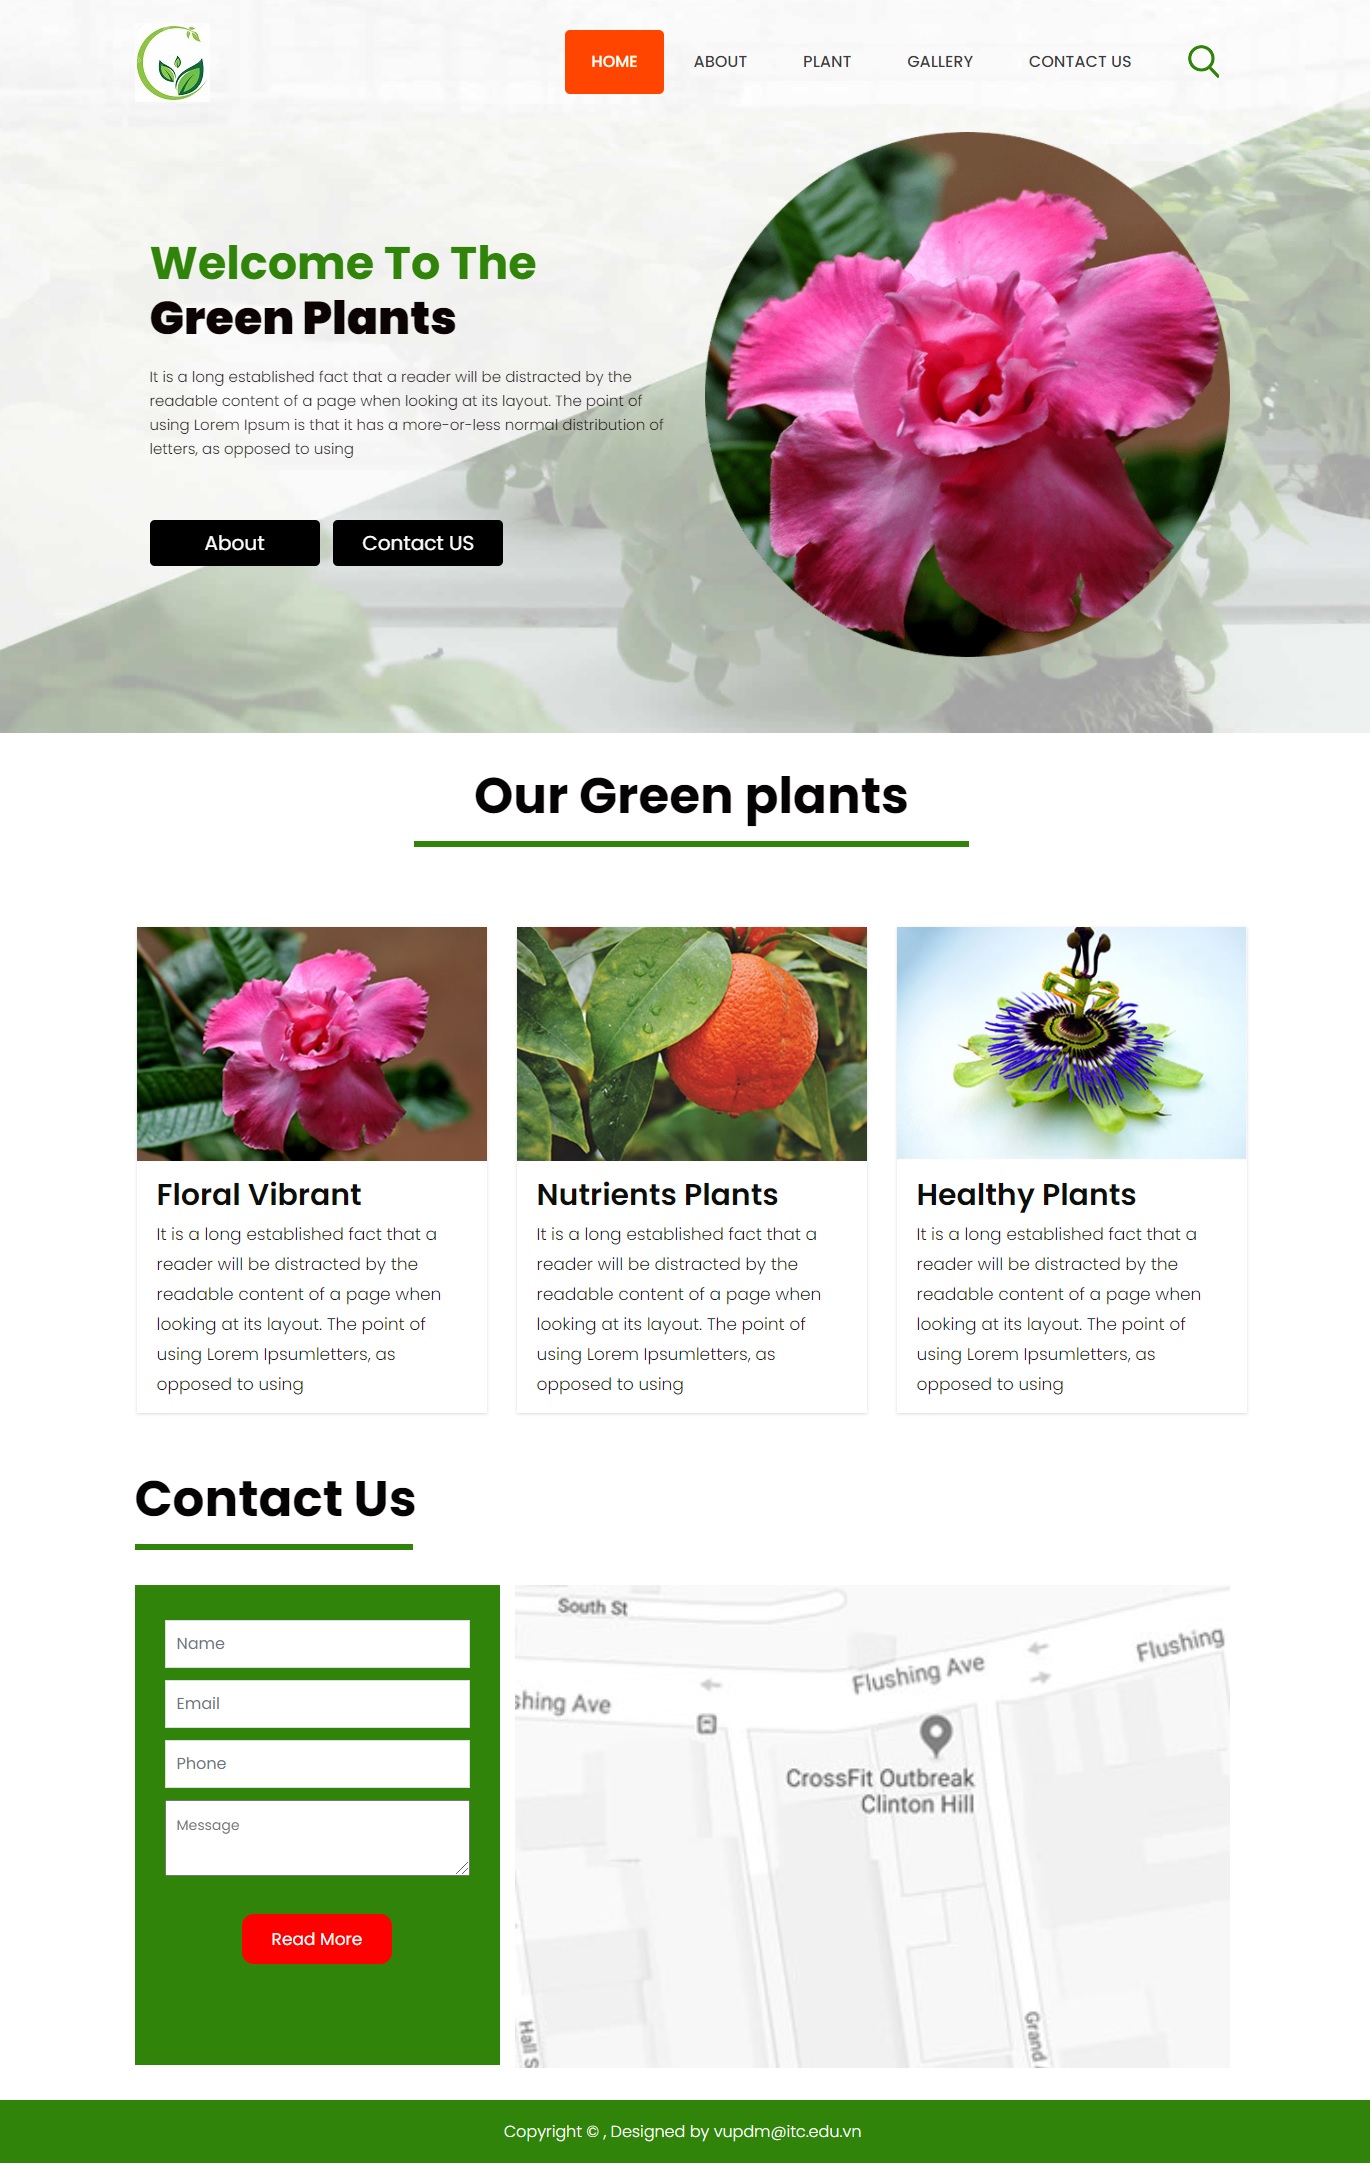 HOME ABOUT PLANT GALLERY CONTACT US
Welcome To The
Green Plants
It is a long established fact that a reader will be distracted by the
readable content of a page when looking at its layout. The point of
using Lorem Ipsum is that it has a more-or-less normal distribution of
letters, as opposed to using
About Contact US
Our Green plants
Floral Vibrant
It is a long established fact that a
reader will be distracted by the
readable content of a page when
looking at its layout. The point of
using Lorem Ipsumletters, as
opposed to using
Nutrients Plants
It is a long established fact that a
reader will be distracted by the
readable content of a page when
looking at its layout. The point of
using Lorem Ipsumletters, as
opposed to using
Healthy Plants
It is a long established fact that a
reader will be distracted by the
readable content of a page when
looking at its layout. The point of
using Lorem Ipsumletters, as
opposed to using
Contact Us
Name
Email
Phone
Message
Read More
South St
Flushing
Flushing Ave
shing Ave
CrossFit Outbreak
Clinton Hill
Hall S
Grand
Copyright © , Designed by vupdm@itc.edu.vn